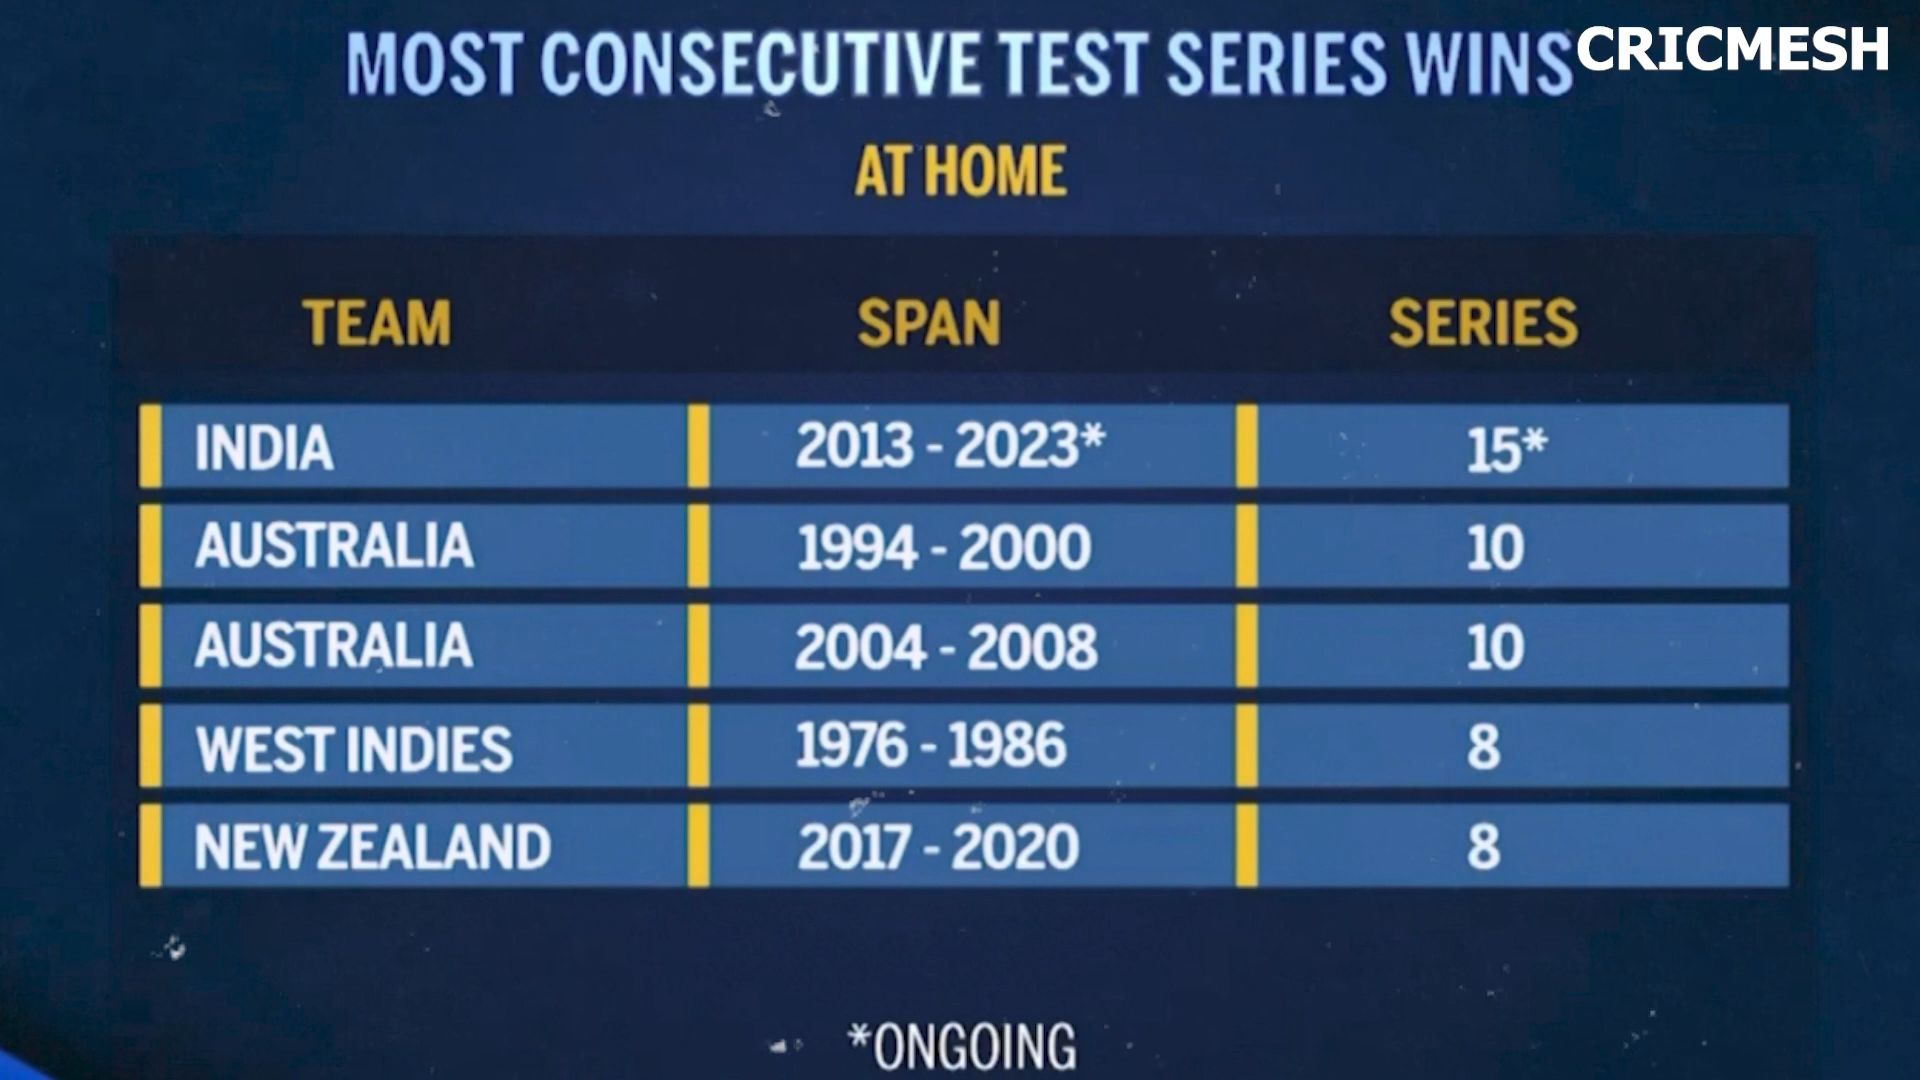 MOST CONSECUTIVE TEST SERIES WINS
CRICMESH
AT HOME
TEAM SPAN SERIES
INDIA 2013 - 2023* 15*
AUSTRALIA 1994 - 2000 10
AUSTRALIA 2004 - 2008 10
WEST INDIES 1976 - 1986 8
NEW ZEALAND 2017 - 2020 8
*ONGOING